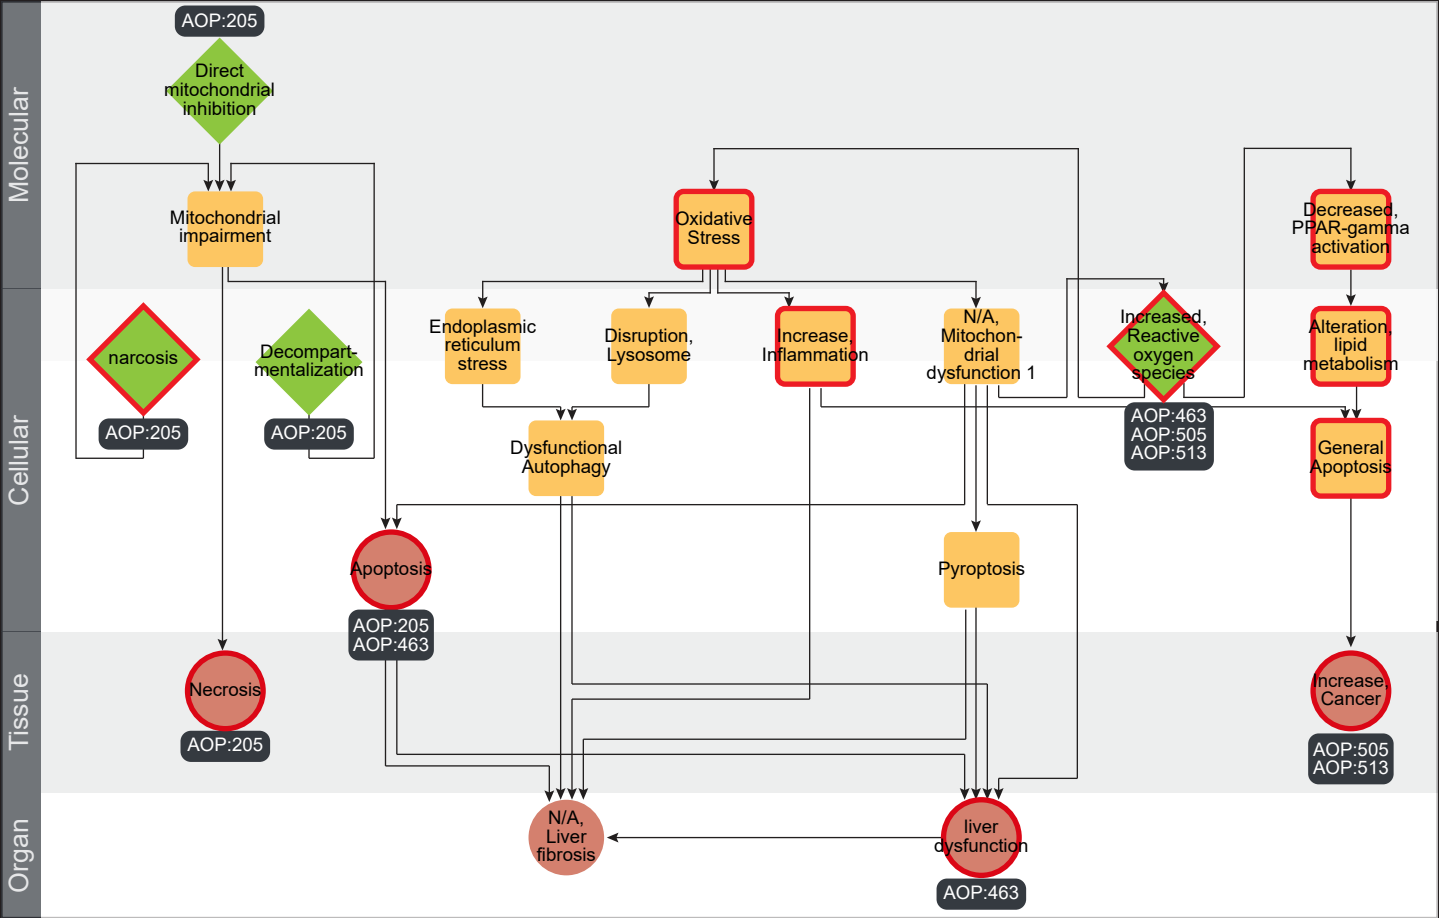 Molecular
Cellular
Tissue
Organ
AOP:205
Direct
mitochondrial
inhibition
Mitochondrial
impairment
Oxidative
Stress
Decreased,
PPAR-gamma
activation
narcosis
AOP:205
Decompart-
mentalization
AOP:205
Endoplasmic
reticulum
stress
Disruption,
Lysosome
Increase,
Inflammation
N/A,
Mitochon-
drial
dysfunction 1
Increased,
Reactive
oxygen
species
AOP:463
AOP:505
AOP:513
Alteration,
lipid
metabolism
Dysfunctional
Autophagy
General
Apoptosis
Apoptosis
AOP:205
AOP:463
Pyroptosis
Necrosis
AOP:205
Increase,
Cancer
AOP:505
AOP:513
N/A,
Liver
fibrosis
liver
dysfunction
AOP:463